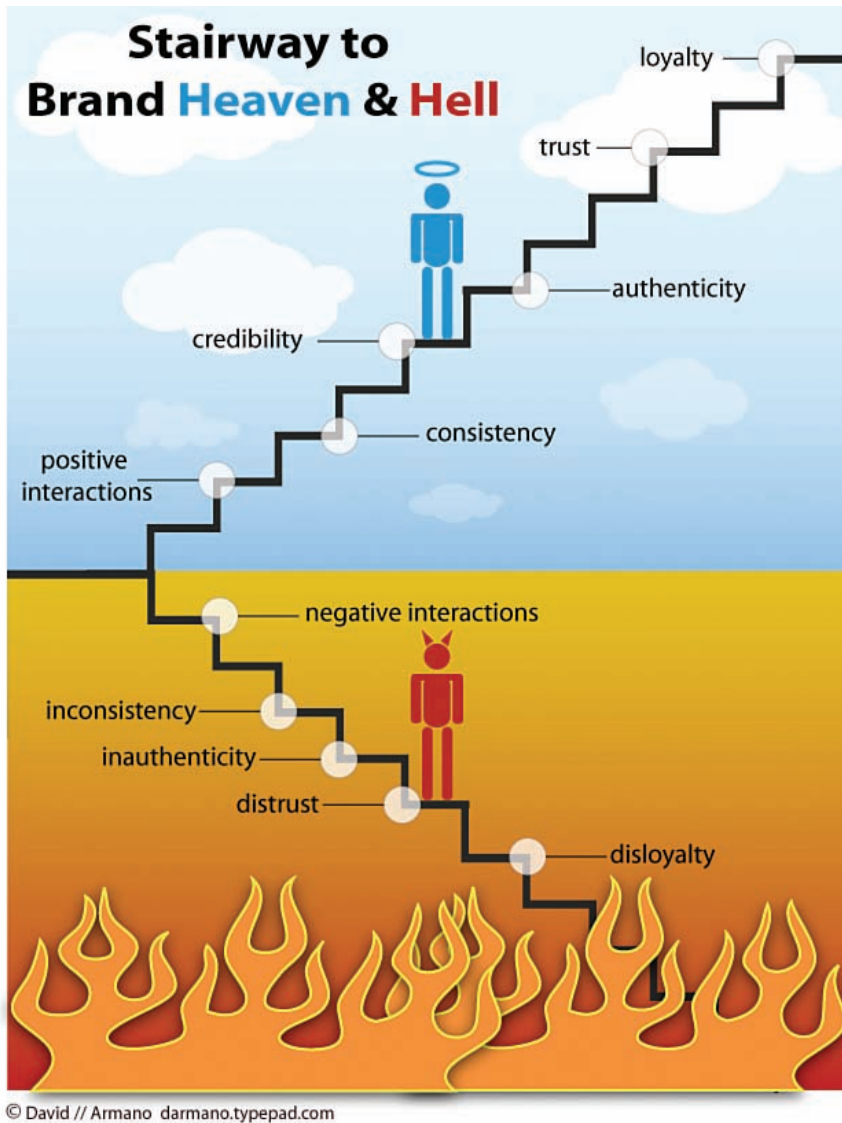 Stairway to
Brand Heaven & Hell
loyalty
trust
authenticity
credibility
consistency
positive
interactions
negative interactions
inconsistency
inauthenticity
distrust
disloyalty
© David // Armano darmano.typepad.com